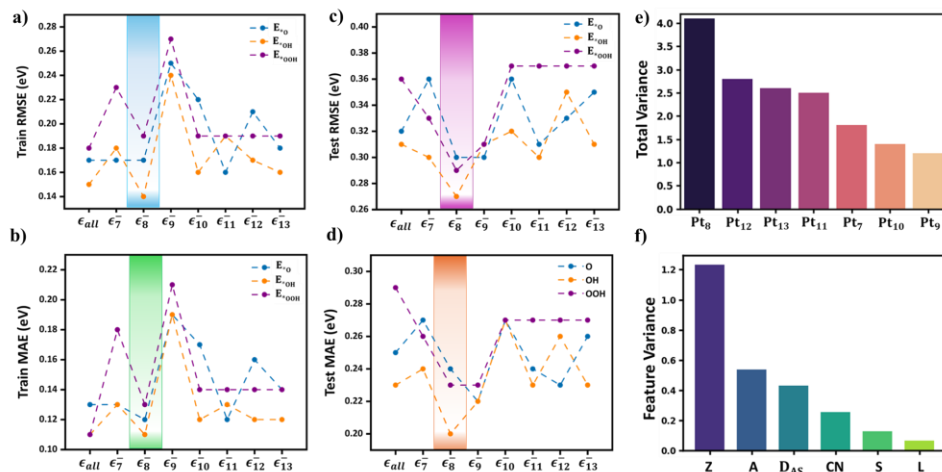 a)
Train RMSE (eV)
0.30
0.28
0.26
0.24
0.22
0.20
0.18
0.16
0.14
E*O
E*OH
E*OOH
ϵall ϵ7⁻ ϵ8⁻ ϵ9⁻ ϵ10⁻ ϵ11⁻ ϵ12⁻ ϵ13⁻
c)
Test RMSE (eV)
0.42
0.40
0.38
0.36
0.34
0.32
0.30
0.28
0.26
E*O
E*OH
E*OOH
ϵall ϵ7⁻ ϵ8⁻ ϵ9⁻ ϵ10⁻ ϵ11⁻ ϵ12⁻ ϵ13⁻
e)
Total Variance
4.0
3.5
3.0
2.5
2.0
1.5
1.0
0.5
0.0
Pt8 Pt12 Pt13 Pt11 Pt7 Pt10 Pt9
b)
Train MAE (eV)
0.22
0.20
0.18
0.16
0.14
0.12
0.10
E*O
E*OH
E*OOH
ϵall ϵ7⁻ ϵ8⁻ ϵ9⁻ ϵ10⁻ ϵ11⁻ ϵ12⁻ ϵ13⁻
d)
Test MAE (eV)
0.30
0.28
0.26
0.24
0.22
0.20
·O
OH
·OOH
ϵall ϵ7⁻ ϵ8⁻ ϵ9⁻ ϵ10⁻ ϵ11⁻ ϵ12⁻ ϵ13⁻
f)
Feature Variance
1.2
1.0
0.8
0.6
0.4
0.2
0.0
Z A DAS CN S L